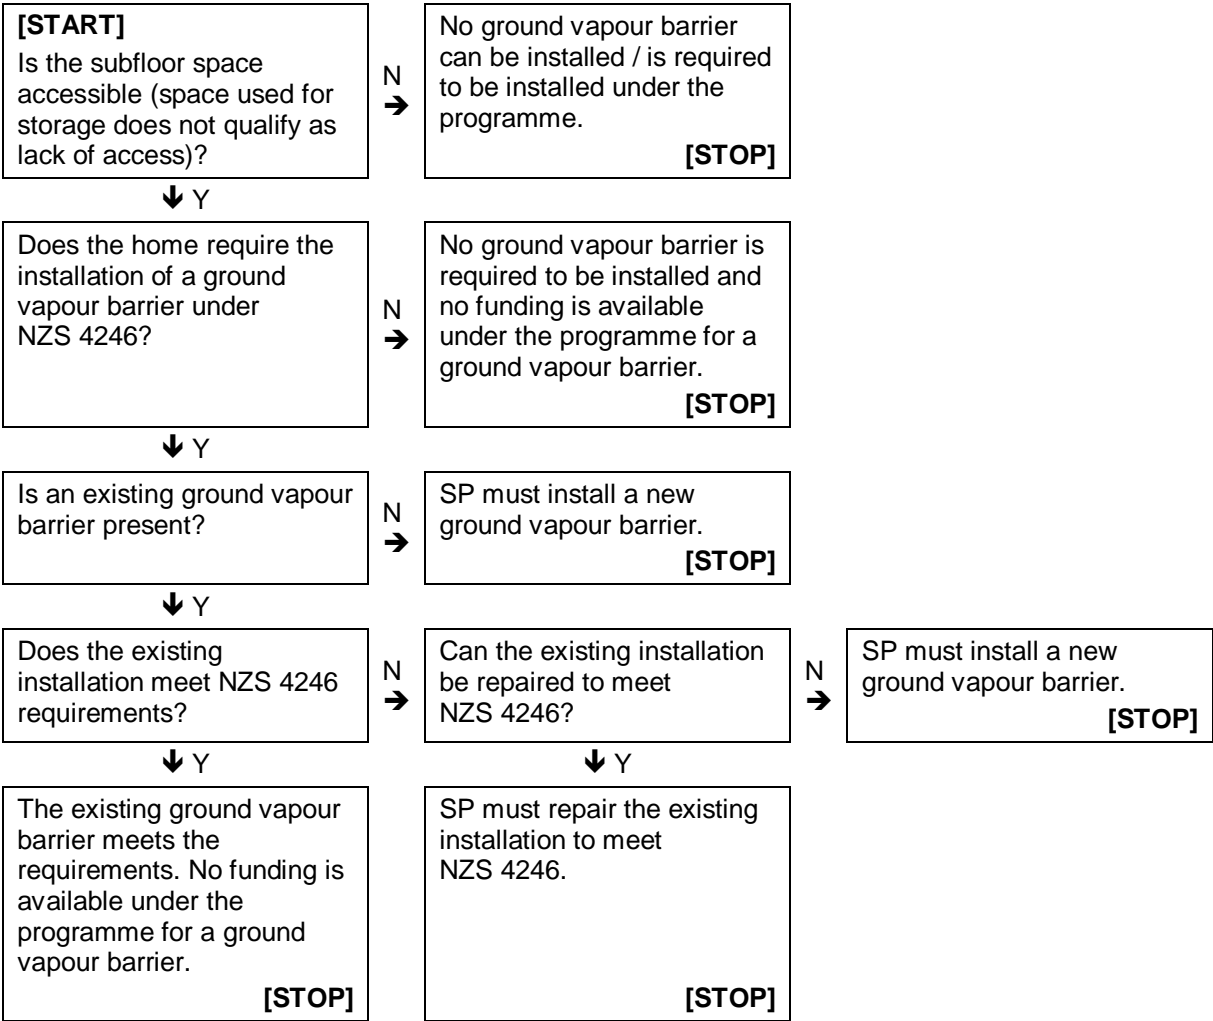 [START]
Is the subfloor space
accessible (space used for
storage does not qualify as
lack of access)?
N
➔
No ground vapour barrier
can be installed / is required
to be installed under the
programme.
[STOP]
🡻 Y
Does the home require the
installation of a ground
vapour barrier under
NZS 4246?
N
➔
No ground vapour barrier is
required to be installed and
no funding is available
under the programme for a
ground vapour barrier.
[STOP]
🡻 Y
Is an existing ground vapour
barrier present?
N
➔
SP must install a new
ground vapour barrier.
[STOP]
🡻 Y
Does the existing
installation meet NZS 4246
requirements?
N
➔
Can the existing installation
be repaired to meet
NZS 4246?
N
➔
SP must install a new
ground vapour barrier.
[STOP]
🡻 Y
🡻 Y
The existing ground vapour
barrier meets the
requirements. No funding is
available under the
programme for a ground
vapour barrier.
[STOP]
SP must repair the existing
installation to meet
NZS 4246.
[STOP]